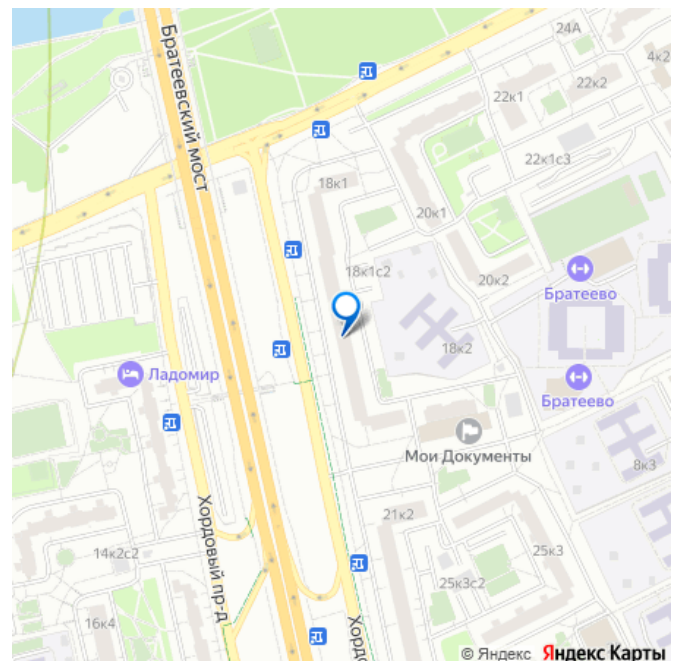 24А
4к2
22к2
22к1
Братеевский мост
22к1с3
18к1
20к1
18к1с2
20к2
Братеево
18к2
Ладомир
Братеево
Мои Документы
8к3
21к2
Хордовый пр-д
14к2с2
25к3
25к3с2
16к4
Хордо
© Яндекс Яндекс Карты